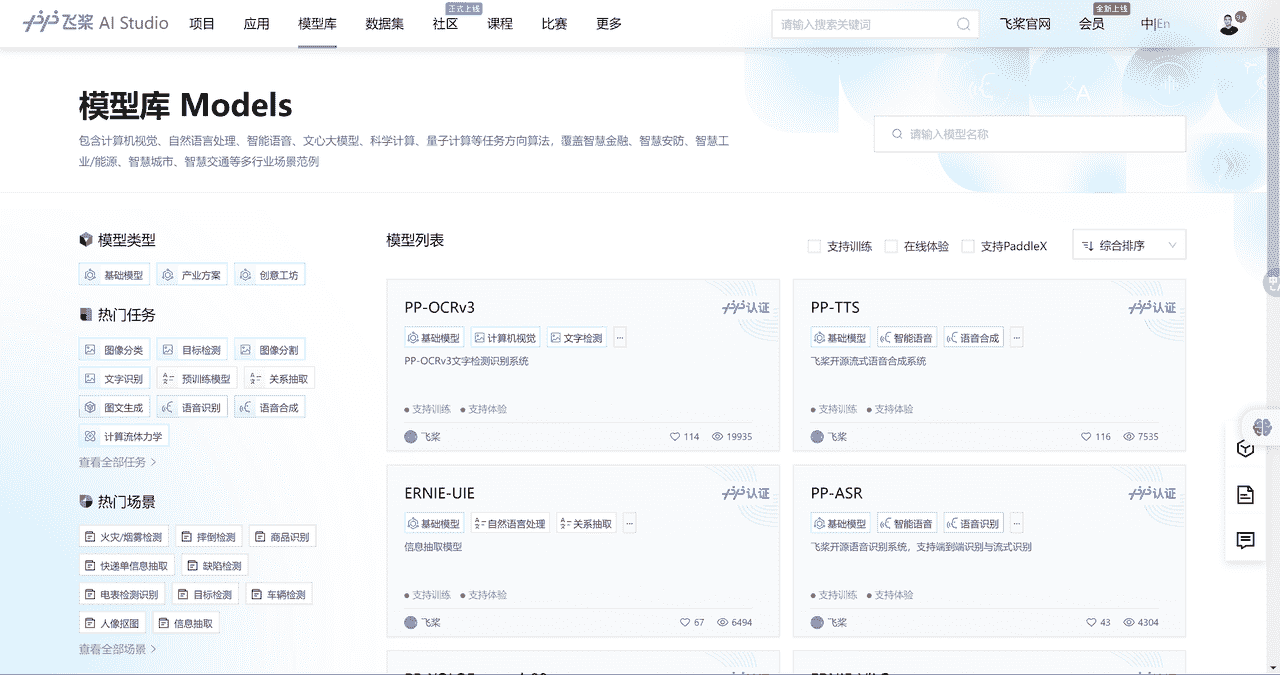 飞桨 AI Studio 项目 应用 模型库 数据集 社区 正式上线 课程 比赛 更多 请输入搜索关键词 飞桨官网 会员 全新上线 中|En 9+
模型库 Models
包含计算机视觉、自然语言处理、智能语音、文心大模型、科学计算、量子计算等任务方向算法，覆盖智慧金融、智慧安防、智慧工
业/能源、智慧城市、智慧交通等多行业场景范例
请输入模型名称
模型类型
基础模型 产业方案 创意工坊
热门任务
图像分类 目标检测 图像分割
文字识别 预训练模型 关系抽取
图文生成 语音识别 语音合成
计算流体力学
查看全部任务 >
热门场景
火灾/烟雾检测 摔倒检测 商品识别
快递单信息抽取 缺陷检测
电表检测识别 目标检测 车辆检测
人像抠图 信息抽取
查看全部场景 >
模型列表
支持训练 在线体验 支持PaddleX 综合排序
PP-OCRv3 认证
基础模型 计算机视觉 文字检测 ...
PP-OCRv3文字检测识别系统
支持训练 支持体验
飞桨 114 19935
PP-TTS 认证
基础模型 智能语音 语音合成 ...
飞桨开源流式语音合成系统
支持训练 支持体验
飞桨 116 7535
ERNIE-UIE 认证
基础模型 自然语言处理 关系抽取 ...
信息抽取模型
支持训练 支持体验
飞桨 67 6494
PP-ASR 认证
基础模型 智能语音 语音识别 ...
飞桨开源语音识别系统，支持端到端识别与流式识别
支持训练 支持体验
飞桨 43 4304